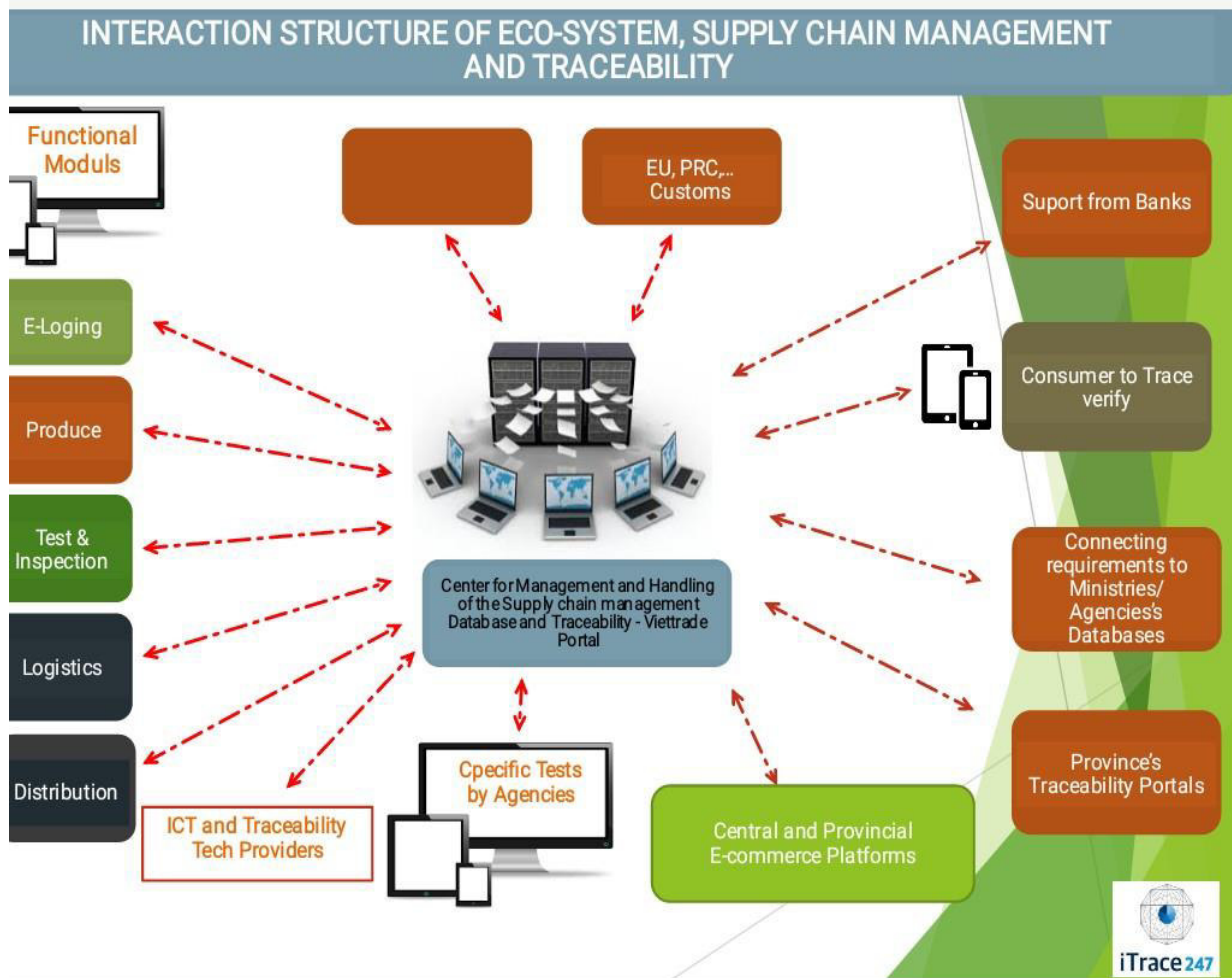 INTERACTION STRUCTURE OF ECO-SYSTEM, SUPPLY CHAIN MANAGEMENT
AND TRACEABILITY
Functional
Moduls
EU, PRC,...
Customs
Suport from Banks
E-Loging
Consumer to Trace
verify
Produce
Test &
Inspection
Connecting
requirements to
Ministries/
Agencies's
Databases
Center for Management and Handling
of the Supply chain management
Database and Traceability - Viettrade
Portal
Logistics
Distribution
Province's
Traceability Portals
Cpecific Tests
by Agencies
ICT and Traceability
Tech Providers
Central and Provincial
E-commerce Platforms
iTrace247